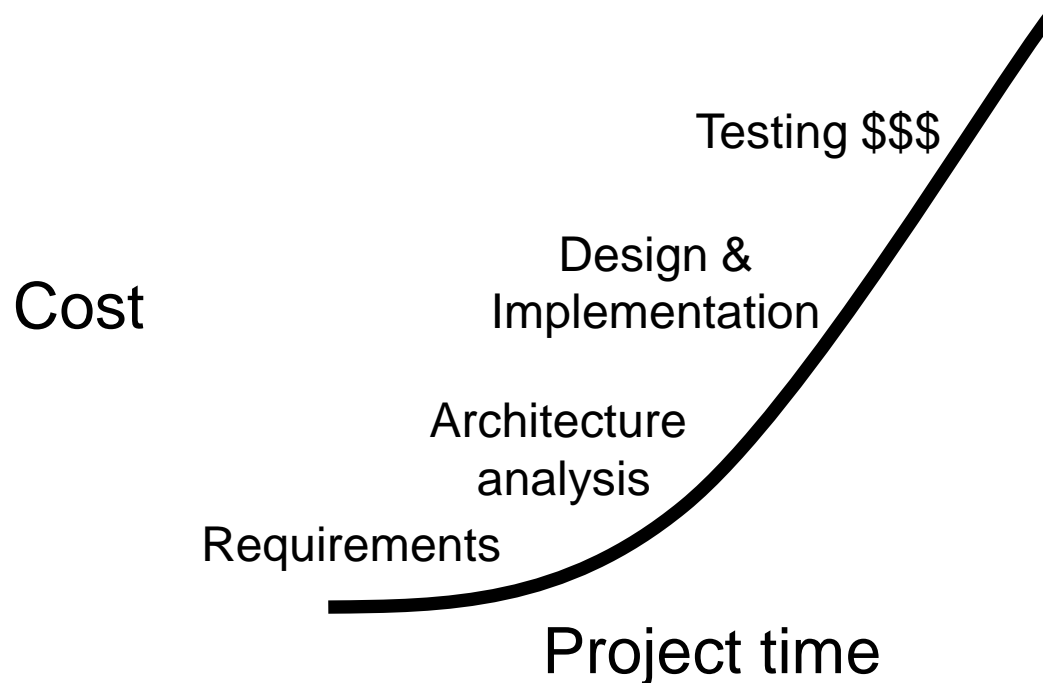 Testing $$$
Design &
Implementation
Cost
Architecture
analysis
Requirements
Project time